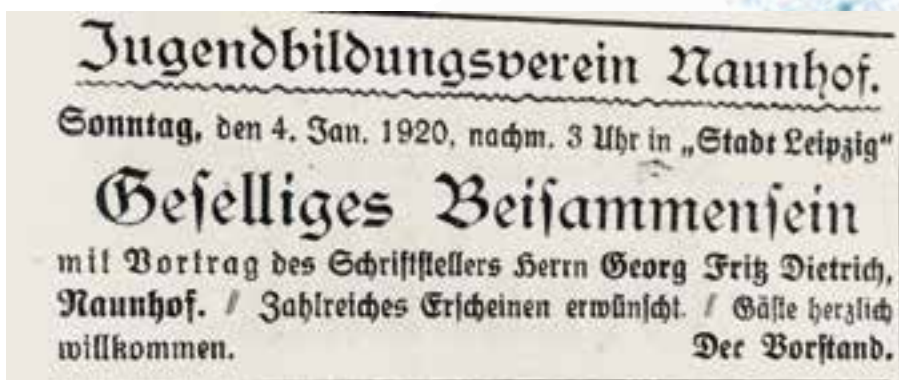 Jugendbildungsverein Naunhof.
Sonntag, den 4. Jan. 1920, nachm. 3 Uhr in „Stadt Leipzig“
Geselliges Beisammensein
mit Vortrag des Schriftstellers Herrn Georg Fritz Dietrich,
Naunhof. / Zahlreiches Erscheinen erwünscht. / Gäste herzlich
willkommen. Der Vorstand.